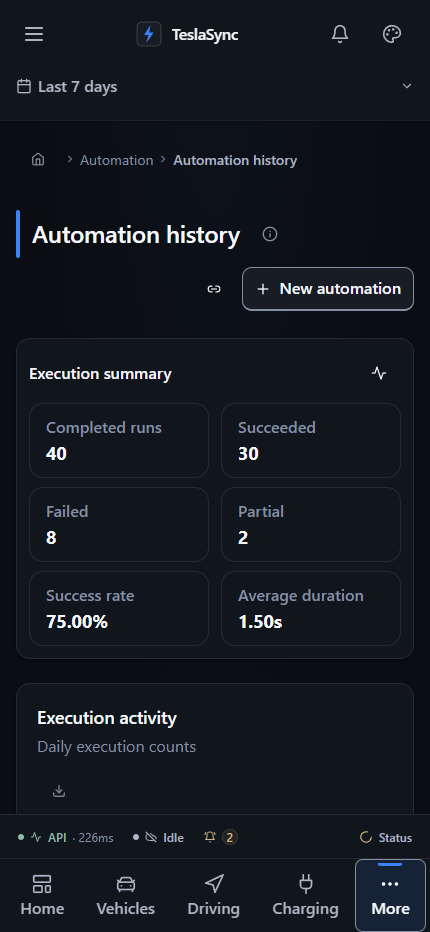 TeslaSync
Last 7 days
Automation > Automation history
Automation history
New automation
Execution summary
Completed runs
40
Succeeded
30
Failed
8
Partial
2
Success rate
75.00%
Average duration
1.50s
Execution activity
Daily execution counts
API · 226ms
Idle
2
Status
Home
Vehicles
Driving
Charging
More